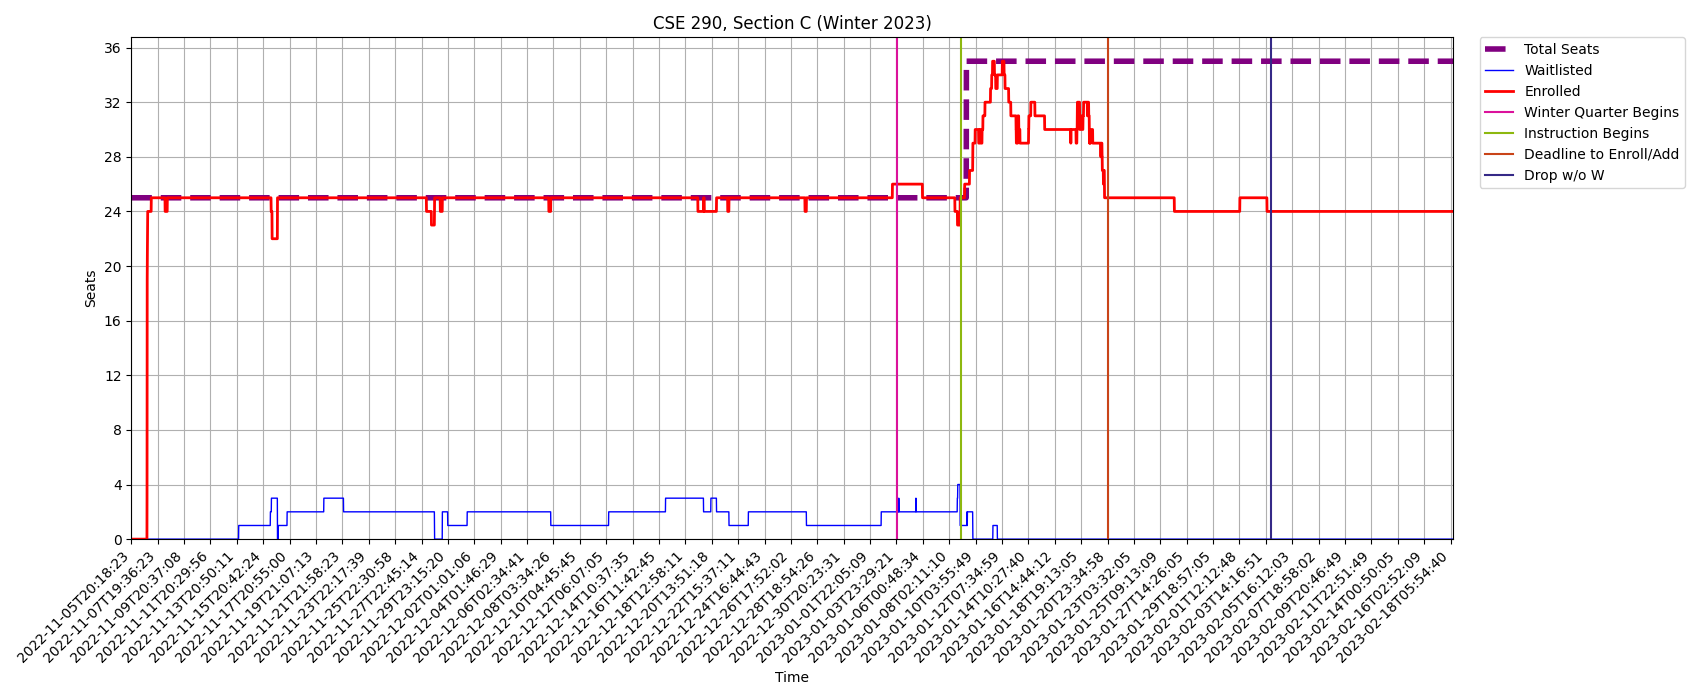 CSE 290, Section C (Winter 2023)
Total Seats
Waitlisted
Enrolled
Winter Quarter Begins
Instruction Begins
Deadline to Enroll/Add
Drop w/o W
Seats
36
32
28
24
20
16
12
8
4
0
2022-11-05T20:18:23
2022-11-07T19:36:23
2022-11-09T20:37:08
2022-11-11T20:29:56
2022-11-13T20:50:11
2022-11-15T20:42:24
2022-11-17T20:55:00
2022-11-19T21:07:13
2022-11-21T21:58:23
2022-11-23T22:17:39
2022-11-25T22:30:58
2022-11-27T22:45:14
2022-11-29T23:15:20
2022-12-02T01:01:06
2022-12-04T01:46:29
2022-12-06T02:34:41
2022-12-08T03:34:26
2022-12-10T04:45:45
2022-12-12T06:07:05
2022-12-14T10:37:35
2022-12-16T11:42:45
2022-12-18T12:58:11
2022-12-20T13:51:18
2022-12-22T15:37:11
2022-12-24T16:44:43
2022-12-26T17:52:02
2022-12-28T18:54:26
2022-12-30T20:23:31
2023-01-01T22:05:09
2023-01-03T23:29:21
2023-01-06T00:48:34
2023-01-08T02:11:10
2023-01-10T03:55:49
2023-01-12T07:34:59
2023-01-14T10:27:40
2023-01-16T14:44:12
2023-01-18T19:13:05
2023-01-20T23:34:58
2023-01-23T03:32:05
2023-01-25T09:13:09
2023-01-27T14:26:05
2023-01-29T18:57:05
2023-02-01T12:12:48
2023-02-03T14:16:51
2023-02-05T16:12:03
2023-02-07T18:58:02
2023-02-09T20:46:49
2023-02-11T22:51:49
2023-02-14T00:50:05
2023-02-16T02:52:09
2023-02-18T05:54:40
Time